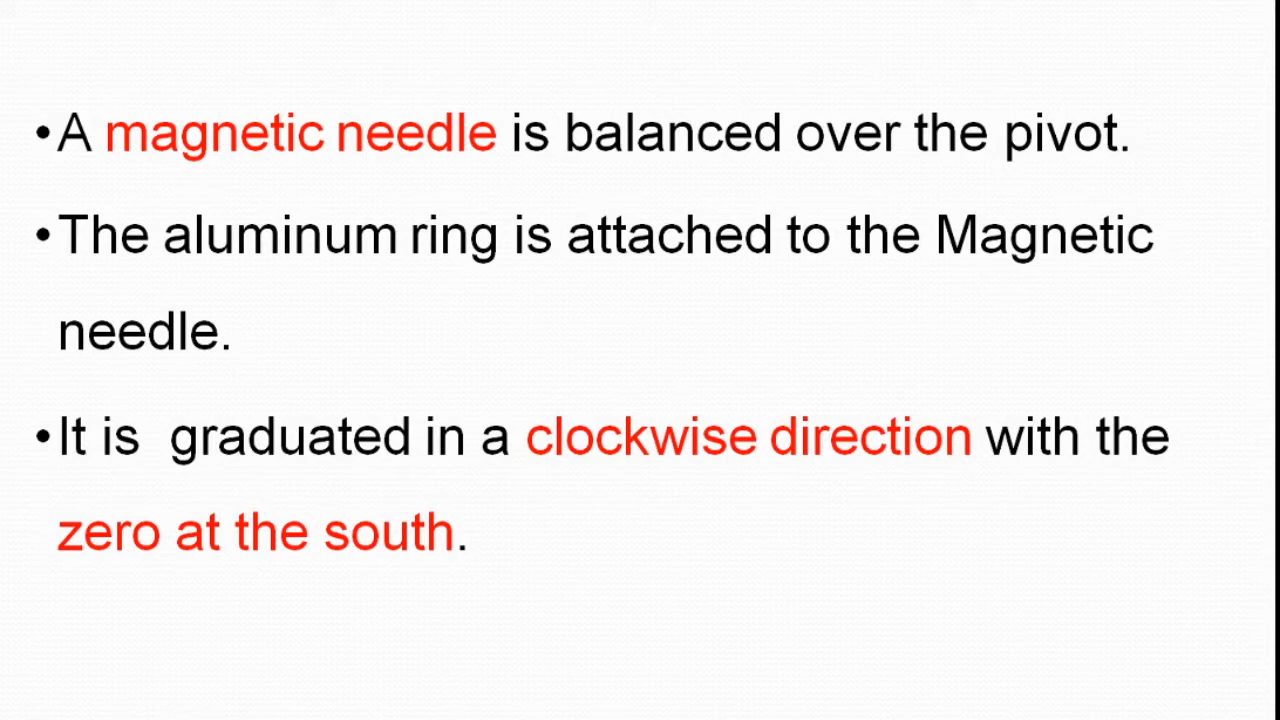 •A magnetic needle is balanced over the pivot.
•The aluminum ring is attached to the Magnetic
needle.
•It is graduated in a clockwise direction with the
zero at the south.